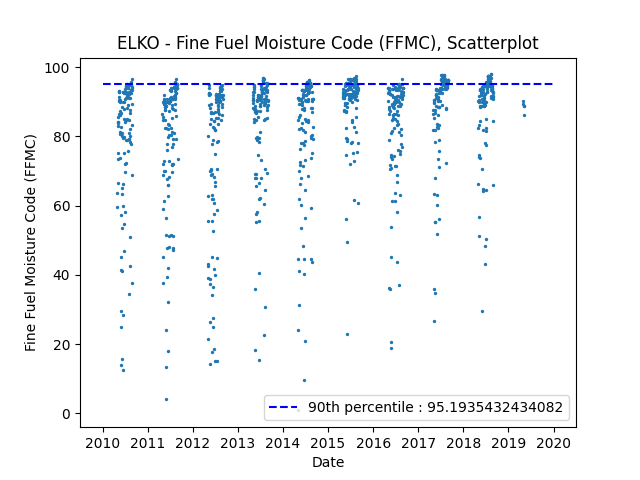 ELKO - Fine Fuel Moisture Code (FFMC), Scatterplot
Fine Fuel Moisture Code (FFMC)
100
80
60
40
20
0
90th percentile : 95.1935432434082
2010 2011 2012 2013 2014 2015 2016 2017 2018 2019 2020
Date